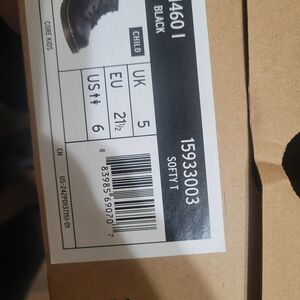 1460 I
BLACK
CHILD
UK
5
EU
21½
US
6
15933003
SOFTY T
8 83985 69070 7
CORE KIDS
CN